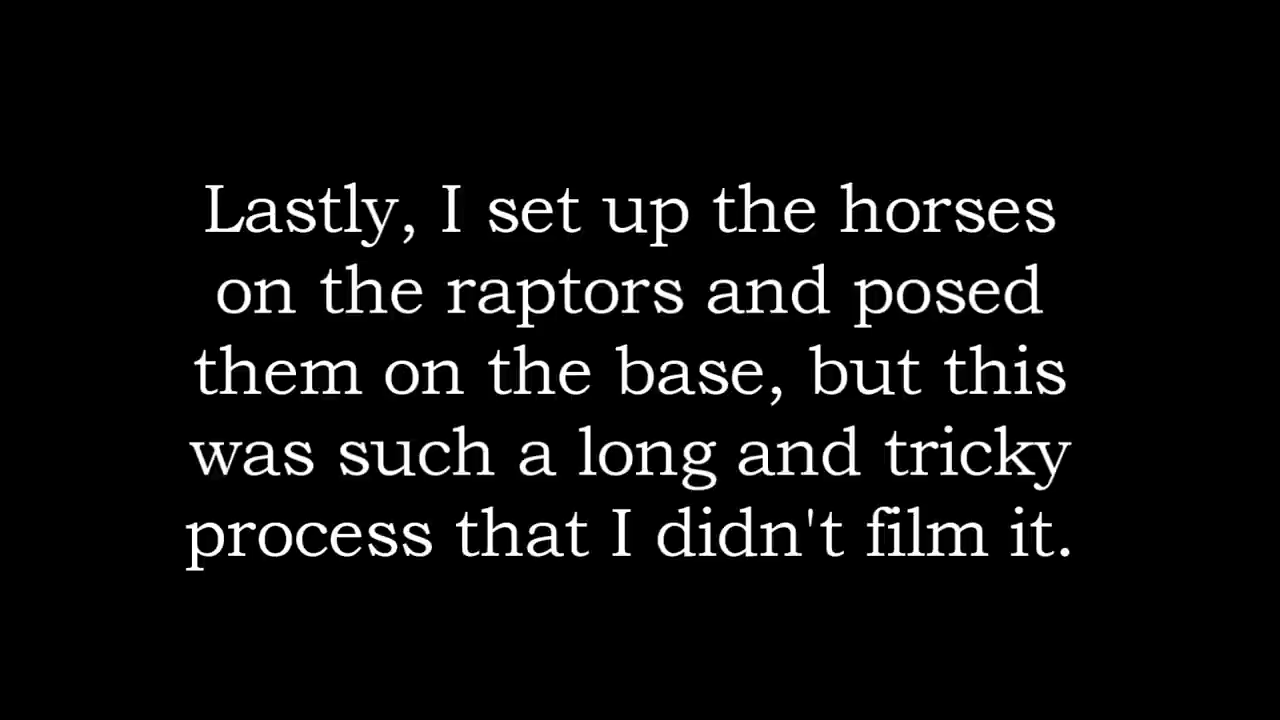 Lastly, I set up the horses
on the raptors and posed
them on the base, but this
was such a long and tricky
process that I didn't film it.